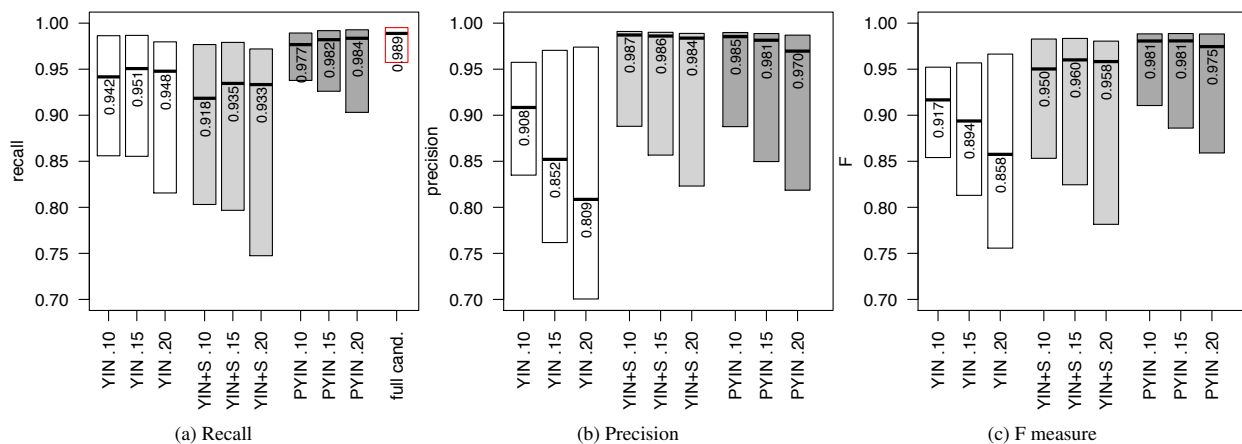 recall
1.00
0.95
0.90
0.85
0.80
0.75
0.70
0.942
0.951
0.948
0.918
0.935
0.933
0.977
0.982
0.984
0.989
YIN .10
YIN .15
YIN .20
YIN+S .10
YIN+S .15
YIN+S .20
PYIN .10
PYIN .15
PYIN .20
full cand.
(a) Recall
precision
1.00
0.95
0.90
0.85
0.80
0.75
0.70
0.908
0.852
0.809
0.987
0.986
0.984
0.985
0.981
0.970
YIN .10
YIN .15
YIN .20
YIN+S .10
YIN+S .15
YIN+S .20
PYIN .10
PYIN .15
PYIN .20
(b) Precision
F
1.00
0.95
0.90
0.85
0.80
0.75
0.70
0.917
0.894
0.858
0.950
0.960
0.958
0.981
0.981
0.975
YIN .10
YIN .15
YIN .20
YIN+S .10
YIN+S .15
YIN+S .20
PYIN .10
PYIN .15
PYIN .20
(c) F measure